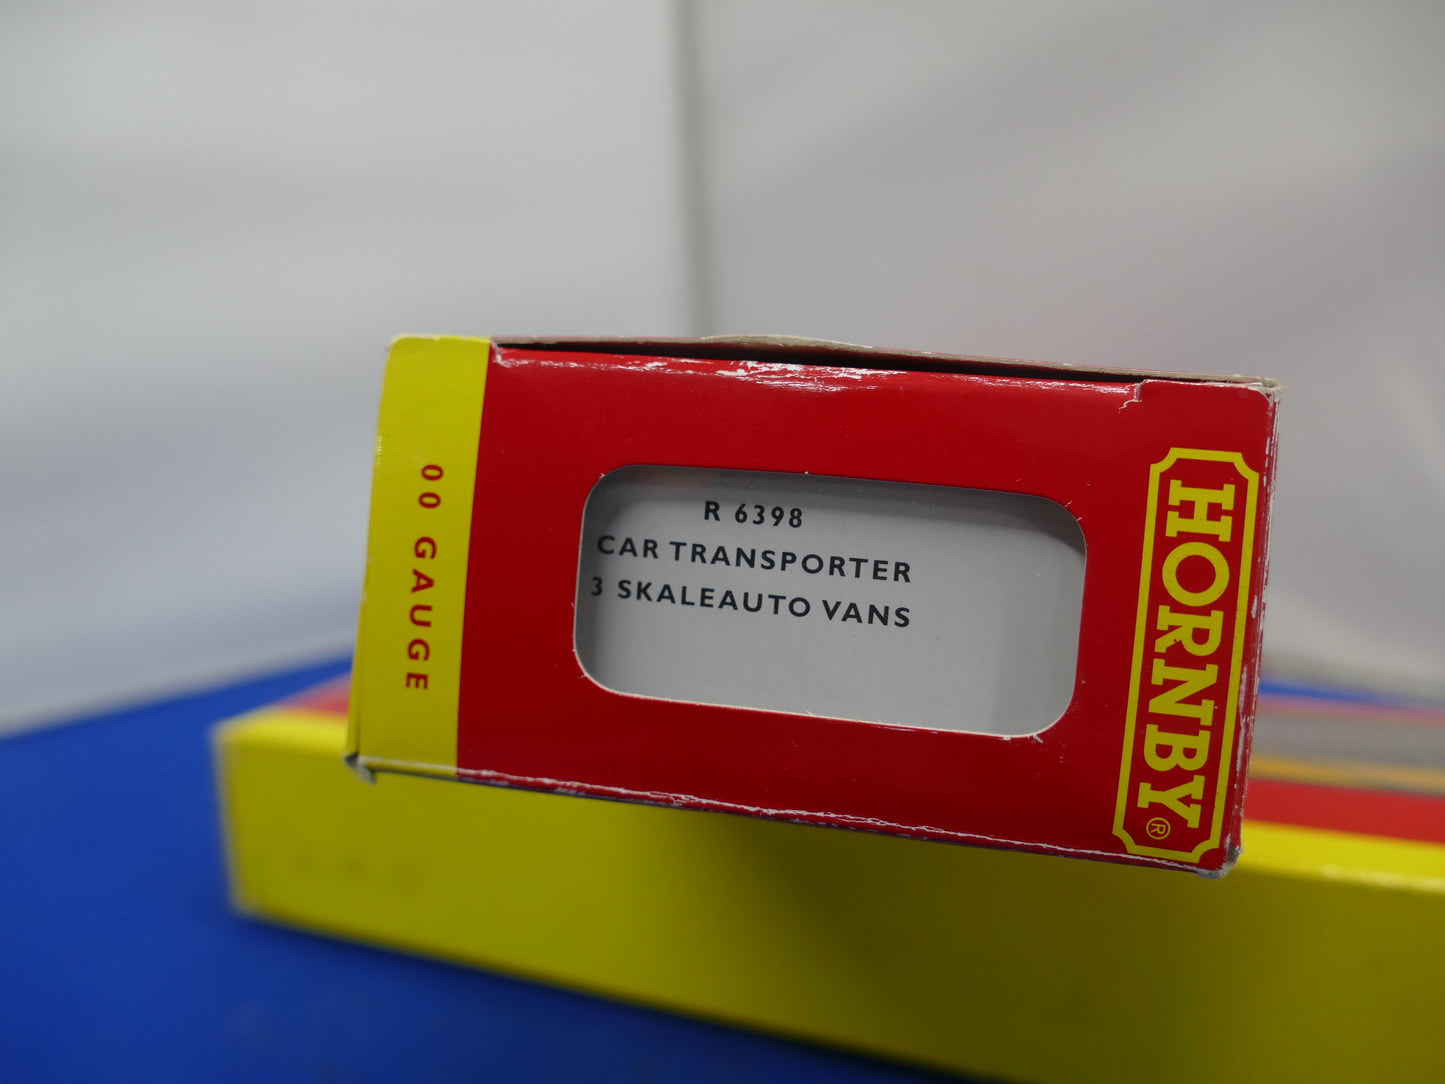 00 GAUGE
R 6398
CAR TRANSPORTER
3 SKALEAUTO VANS
HORNBY ®